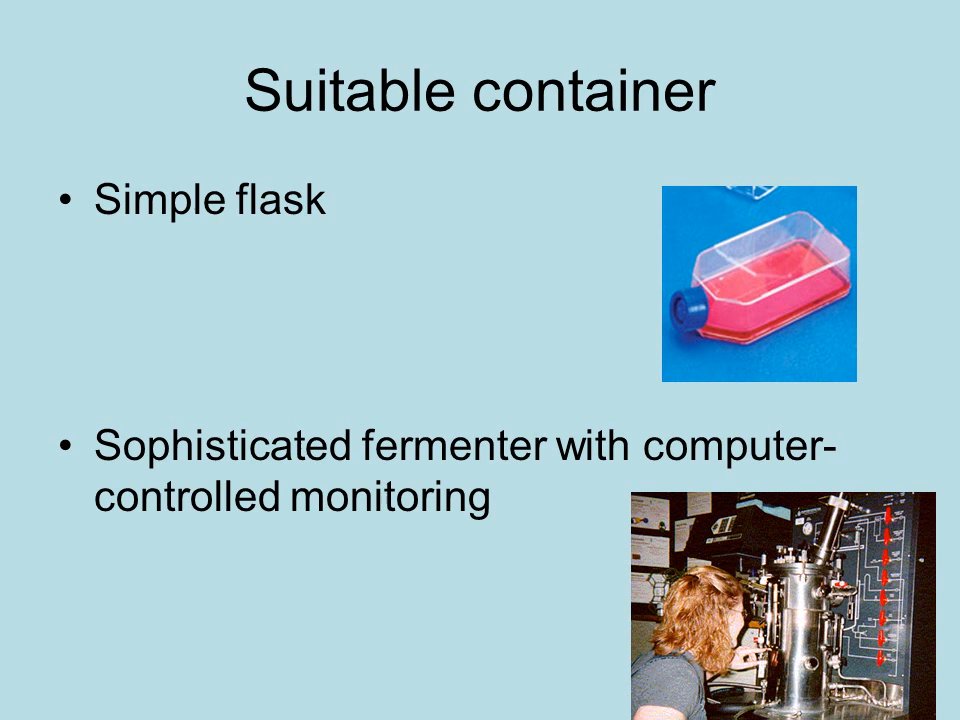 Suitable container
• Simple flask
• Sophisticated fermenter with computer-
controlled monitoring